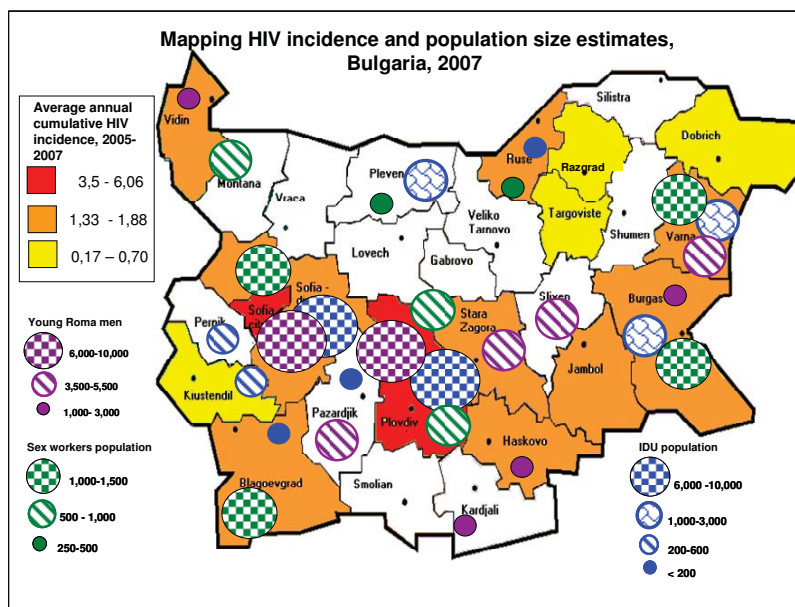 Mapping HIV incidence and population size estimates,
Bulgaria, 2007
Average annual
cumulative HIV
incidence, 2005-
2007
3,5 - 6,06
1,33 - 1,88
0,17 – 0,70
Young Roma men
6,000-10,000
3,500-5,500
1,000- 3,000
Sex workers population
1,000-1,500
500 - 1,000
250-500
IDU population
6,000 -10,000
1,000-3,000
200-600
< 200
Vidin
Montana
Vraca
Pleven
Lovech
Gabrovo
Veliko
Tarnovo
Ruse
Silistra
Razgrad
Targoviste
Dobrich
Shumen
Varna
Burgas
Slixen
Jambol
Stara
Zagora
Haskovo
Kardjali
Smolian
Plovdiv
Pazardjik
Sofia -
Sofia
Pernik
Kiustendil
Blagoevgrad